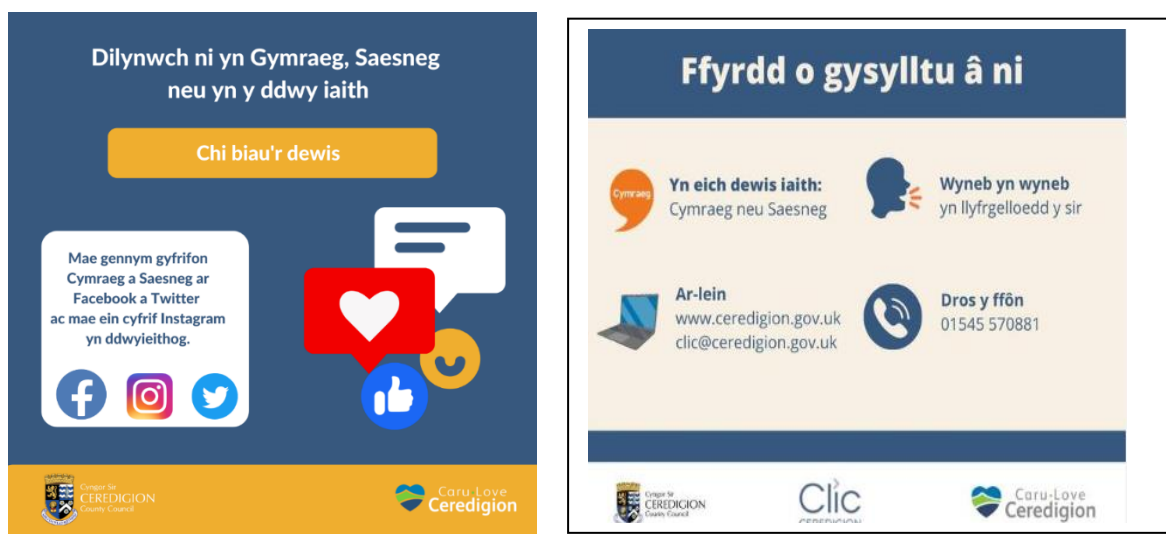 Dilynwch ni yn Gymraeg, Saesneg
neu yn y ddwy iaith
Chi biau'r dewis
Mae gennym gyfrifon
Cymraeg a Saesneg ar
Facebook a Twitter
ac mae ein cyfrif Instagram
yn ddwyieithog.
Cyngor Sir
CEREDIGION
County Council
Caru-Love
Ceredigion
Ffyrdd o gysylltu â ni
Cymraeg
Yn eich dewis iaith:
Cymraeg neu Saesneg
Wyneb yn wyneb
yn llyfrgelloedd y sir
Ar-lein
www.ceredigion.gov.uk
clic@ceredigion.gov.uk
Dros y ffôn
01545 570881
Cyngor Sir
CEREDIGION
County Council
Clic
CEREDIGION
Caru-Love
Ceredigion